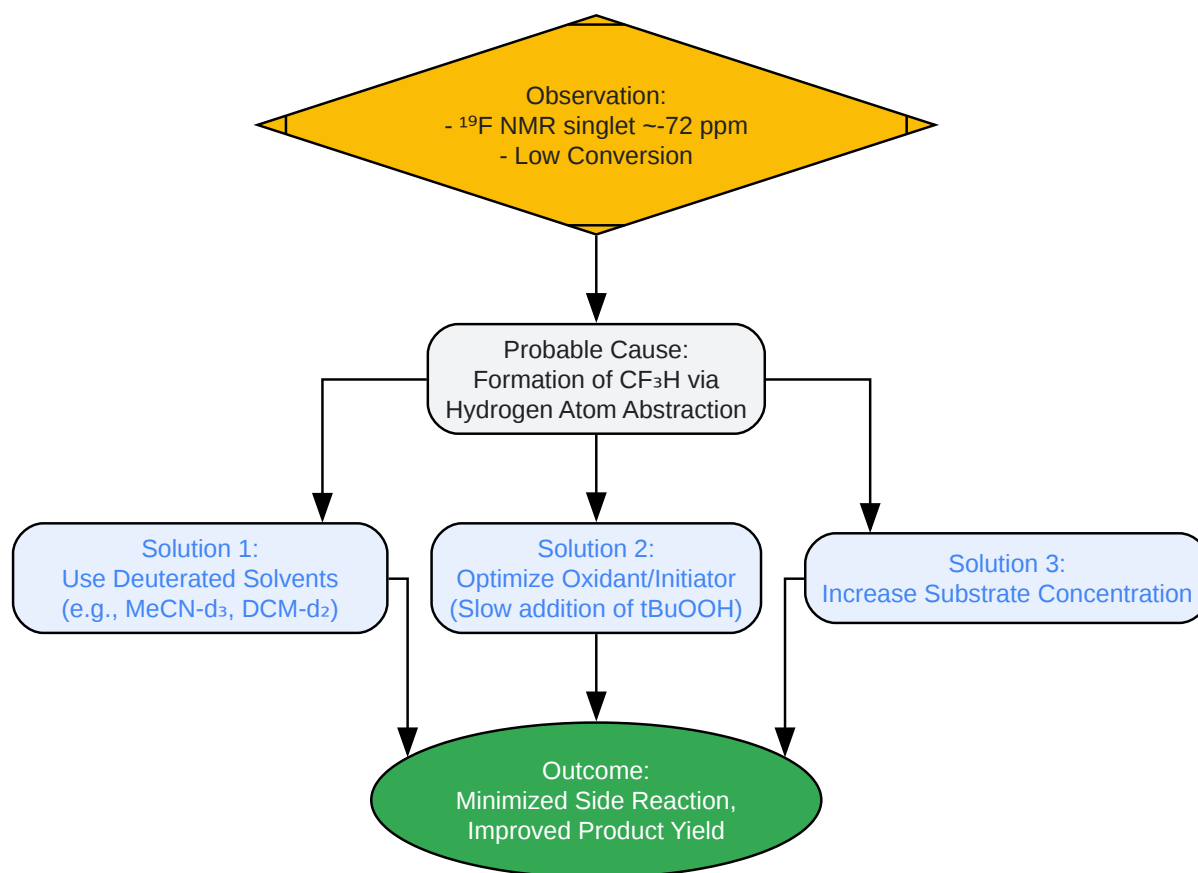 Observation:
- ¹⁹F NMR singlet ~-72 ppm
- Low Conversion
Probable Cause:
Formation of CF₃H via
Hydrogen Atom Abstraction
Solution 1:
Use Deuterated Solvents
(e.g., MeCN-d₃, DCM-d₂)
Solution 2:
Optimize Oxidant/Initiator
(Slow addition of tBuOOH)
Solution 3:
Increase Substrate Concentration
Outcome:
Minimized Side Reaction,
Improved Product Yield